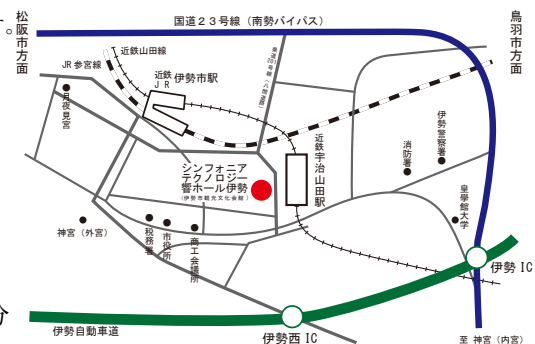 す。
松阪市方面
国道２３号線（南勢バイパス）
鳥羽市方面
近鉄山田線
JR参宮線
近鉄
ＪＲ
伊勢市駅
月夜見宮
シンフォニア
テクノロジー
響ホール伊勢
(伊勢市観光文化会館)
近鉄宇治山田駅
消防署
伊勢警察署
皇學館大学
神宮（外宮）
税務署
市役所
商工会議所
伊勢IC
分
伊勢自動車道
伊勢西IC
至 神宮（内宮）